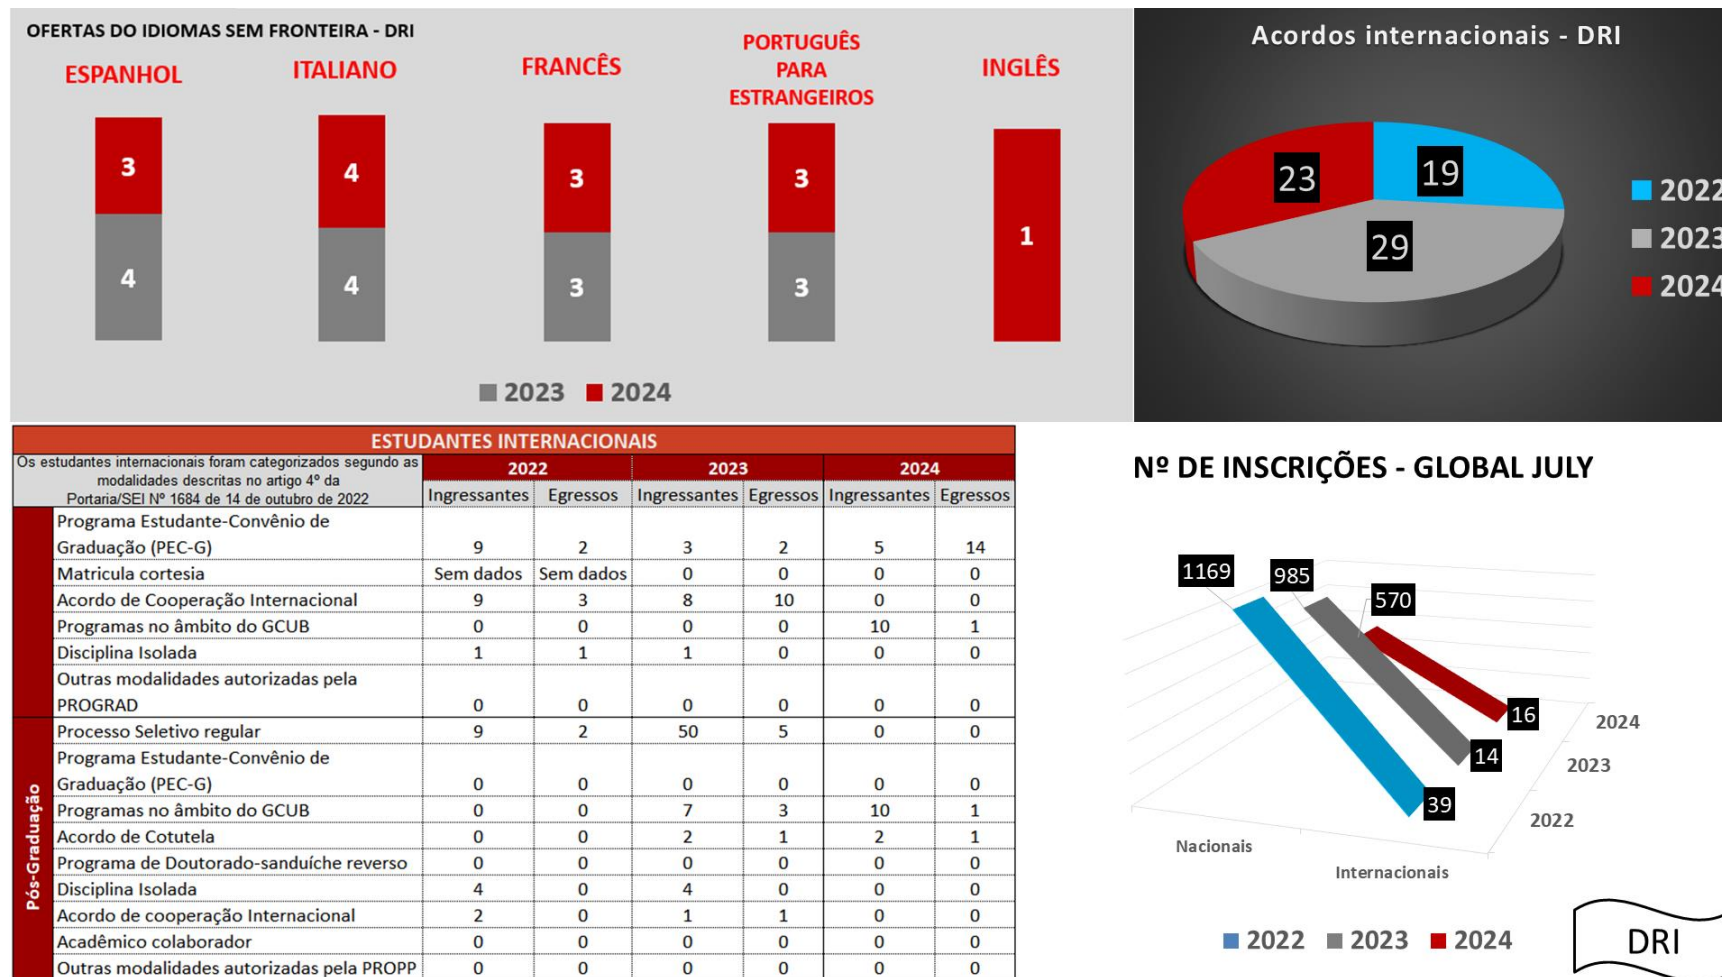 OFERTAS DO IDIOMAS SEM FRONTEIRA - DRI
ESPANHOL
ITALIANO
FRANCÊS
PORTUGUÊS
PARA
ESTRANGEIROS
INGLÊS
3 4 3 3 1
4 4 3 3
2023 2024
Acordos internacionais - DRI
23 19
29
2022
2023
2024
ESTUDANTES INTERNACIONAIS
Os estudantes internacionais foram categorizados segundo as
modalidades descritas no artigo 4º da
Portaria/SEI Nº 1684 de 14 de outubro de 2022
2022 2023 2024
Ingressantes Egressos Ingressantes Egressos Ingressantes Egressos
Programa Estudante-Convênio de
Graduação (PEC-G) 9 2 3 2 5 14
Matricula cortesia Sem dados Sem dados 0 0 0 0
Acordo de Cooperação Internacional 9 3 8 10 0 0
Programas no âmbito do GCUB 0 0 0 0 10 1
Disciplina Isolada 1 1 1 0 0 0
Outras modalidades autorizadas pela
PROGRAD 0 0 0 0 0 0
Pós-Graduação
Processo Seletivo regular 9 2 50 5 0 0
Programa Estudante-Convênio de
Graduação (PEC-G) 0 0 0 0 0 0
Programas no âmbito do GCUB 0 0 7 3 10 1
Acordo de Cotutela 0 0 2 1 2 1
Programa de Doutorado-sanduíche reverso 0 0 0 0 0 0
Disciplina Isolada 4 0 4 0 0 0
Acordo de cooperação Internacional 2 0 1 1 0 0
Acadêmico colaborador 0 0 0 0 0 0
Outras modalidades autorizadas pela PROPP 0 0 0 0 0 0
Nº DE INSCRIÇÕES - GLOBAL JULY
1169 985
570
16 2024
14 2023
39 2022
Nacionais
Internacionais
2022 2023 2024
DRI